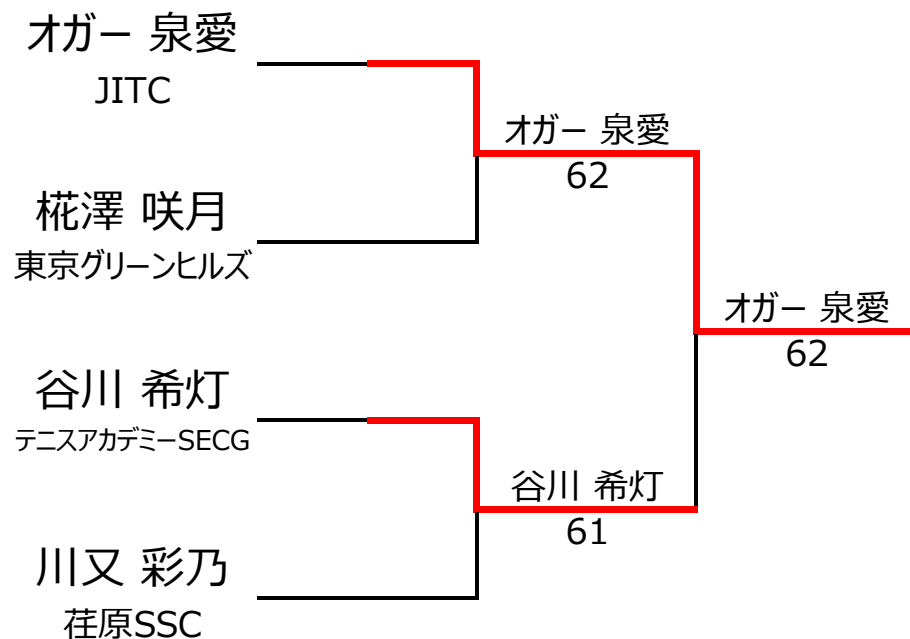 オガー 泉愛
JITC
椛澤 咲月
東京グリーンヒルズ
谷川 希灯
テニスアカデミーSECG
川又 彩乃
荏原SSC
オガー 泉愛
62
谷川 希灯
61
オガー 泉愛
62